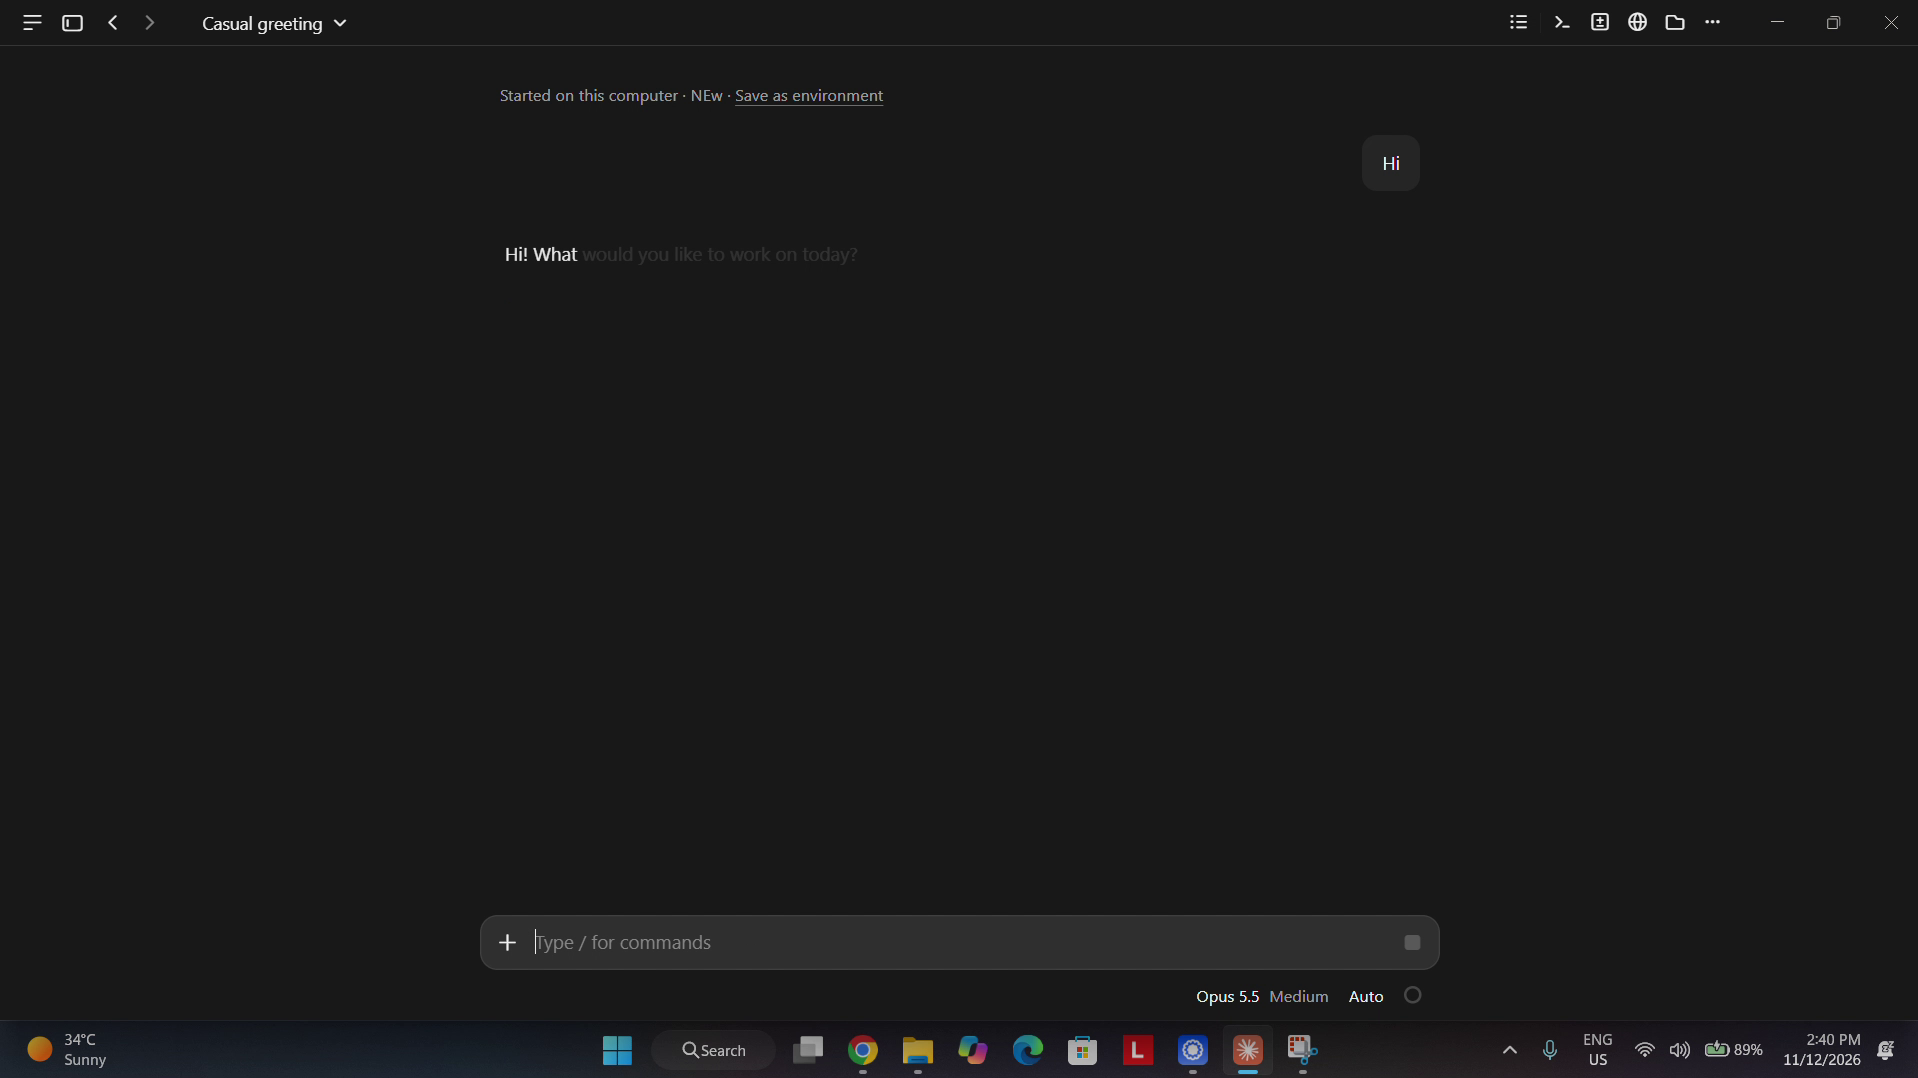 Casual greeting
Started on this computer · NEw · Save as environment
Hi
Hi! What would you like to work on today?
Type / for commands
Opus 5.5 Medium Auto
34°C
Sunny
Search
L
ENG
US
89%
2:40 PM
11/12/2026